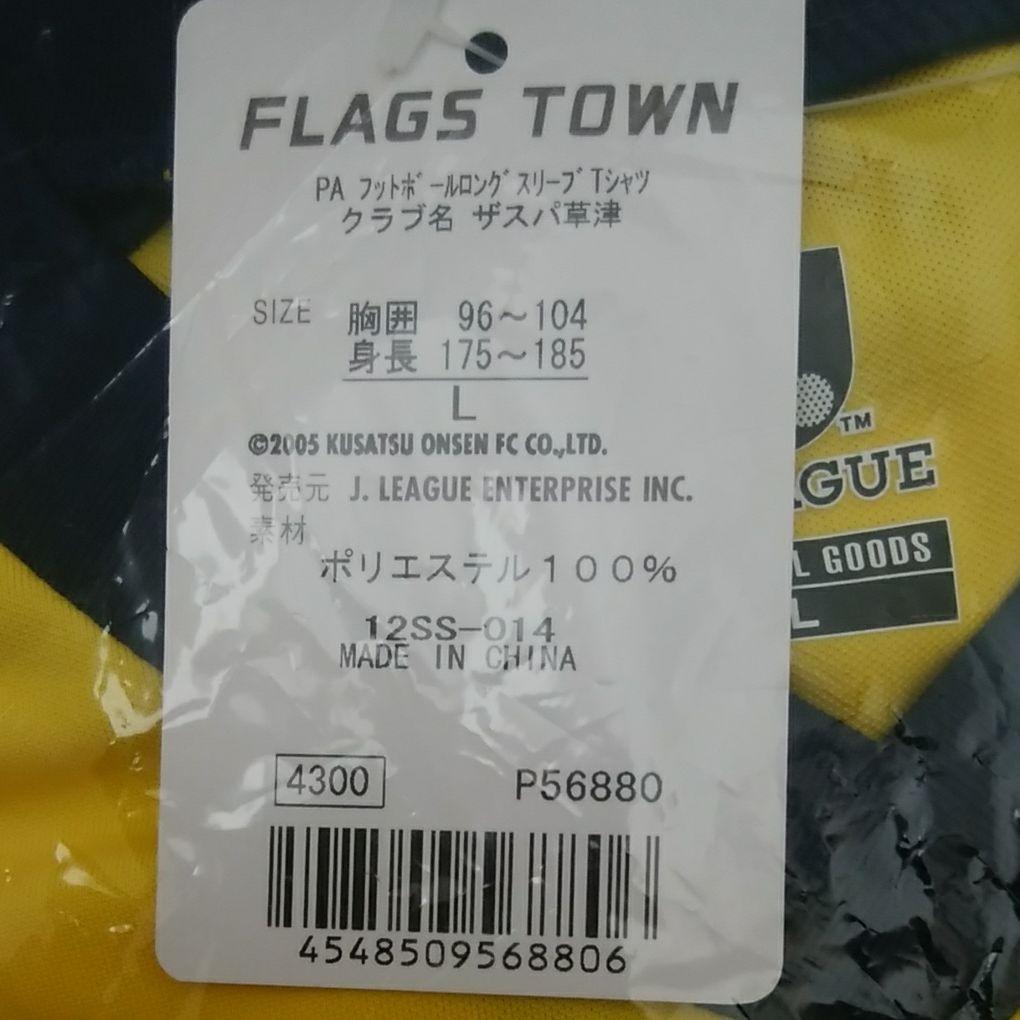 FLAGS TOWN
PA フットボールロングスリーブTシャツ
クラブ名 ザスパ草津
SIZE 胸囲 96～104
身長 175～185
L
©2005 KUSATSU ONSEN FC CO.,LTD.
発売元 J. LEAGUE ENTERPRISE INC.
素材
ポリエステル100%
12SS-014
MADE IN CHINA
4300 P56880
4548509568806
TM
GOODS
L